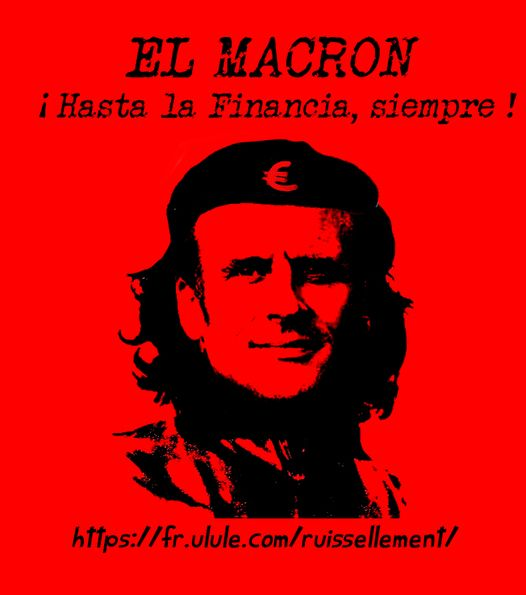 EL MACRON
¡Hasta la Financia, siempre !
€
https://fr.ulule.com/ruissellement/